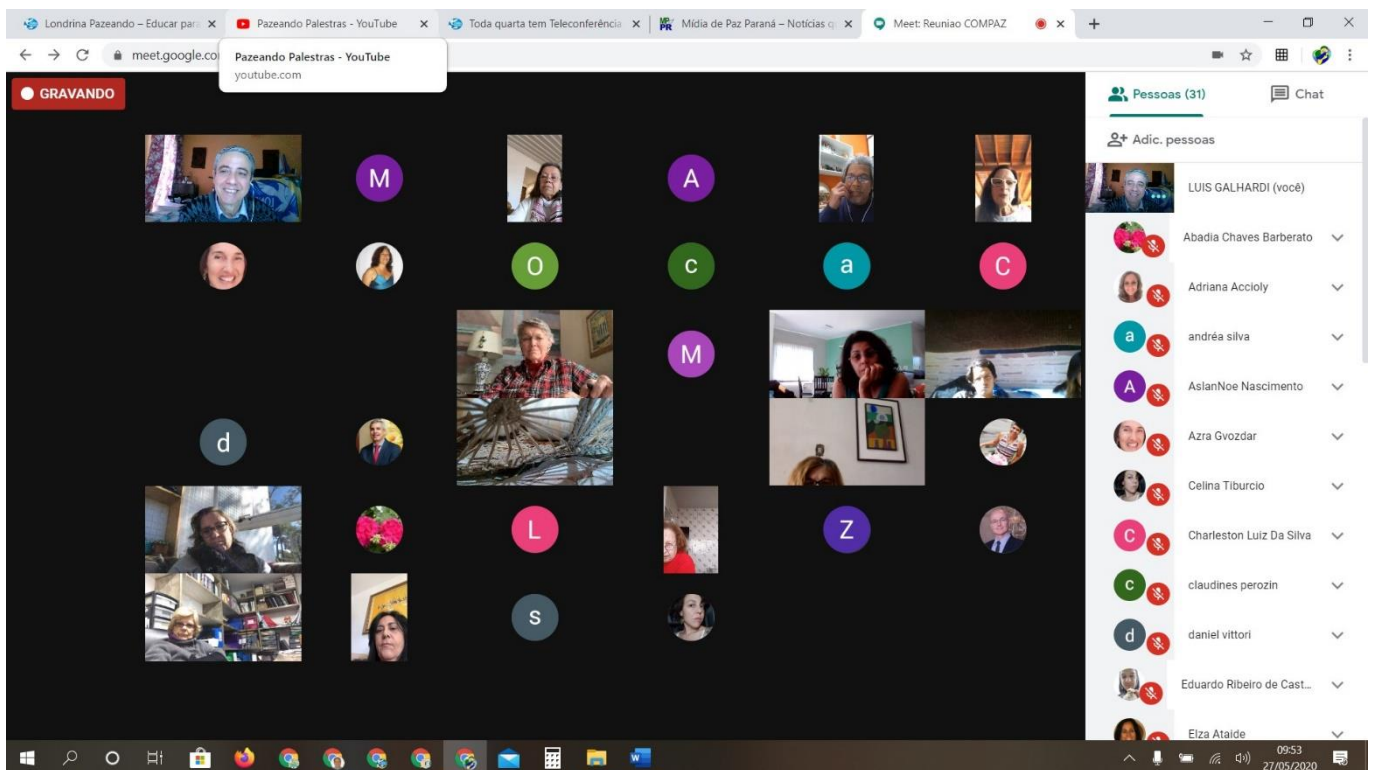 Londrina Pazeando – Educar para
Pazeando Palestras - YouTube
Toda quarta tem Teleconferência
Mídia de Paz Paraná – Notícias q
Meet: Reuniao COMPAZ
meet.google.co
Pazeando Palestras - YouTube
youtube.com
GRAVANDO
Pessoas (31)
Chat
Adic. pessoas
M
A
O
c
a
C
M
d
L
Z
s
LUIS GALHARDI (você)
Abadia Chaves Barberato
Adriana Accioly
a andréa silva
A AslanNoe Nascimento
Azra Gvozdar
Celina Tiburcio
C Charleston Luiz Da Silva
c claudines perozin
d daniel vittori
Eduardo Ribeiro de Cast...
Elza Ataide
09:53
27/05/2020